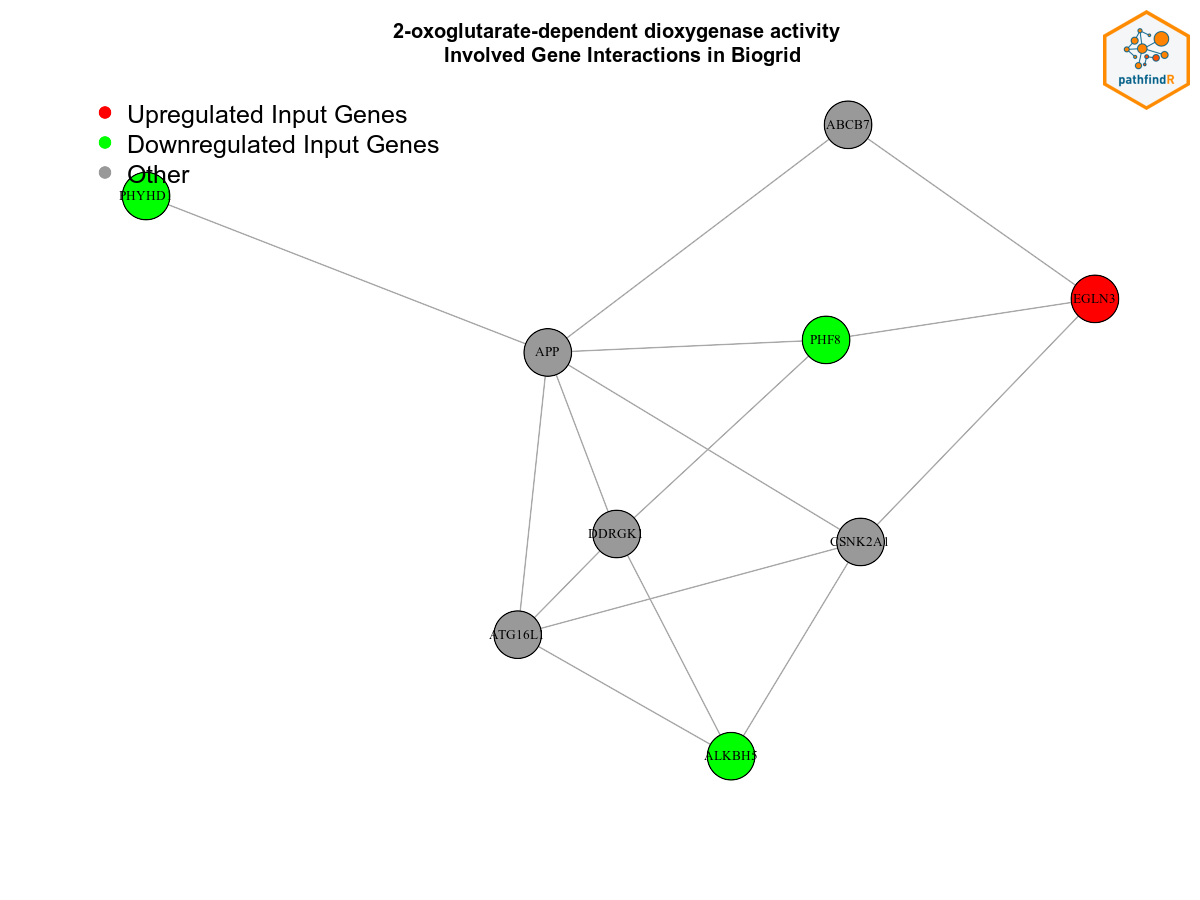 2-oxoglutarate-dependent dioxygenase activity
Involved Gene Interactions in Biogrid
pathfindR
Upregulated Input Genes
Downregulated Input Genes
Other
ABCB7
PHYHD
EGLN3
PHF8
APP
DDRGK1
CSNK2A1
ATG16L
ALKBH5